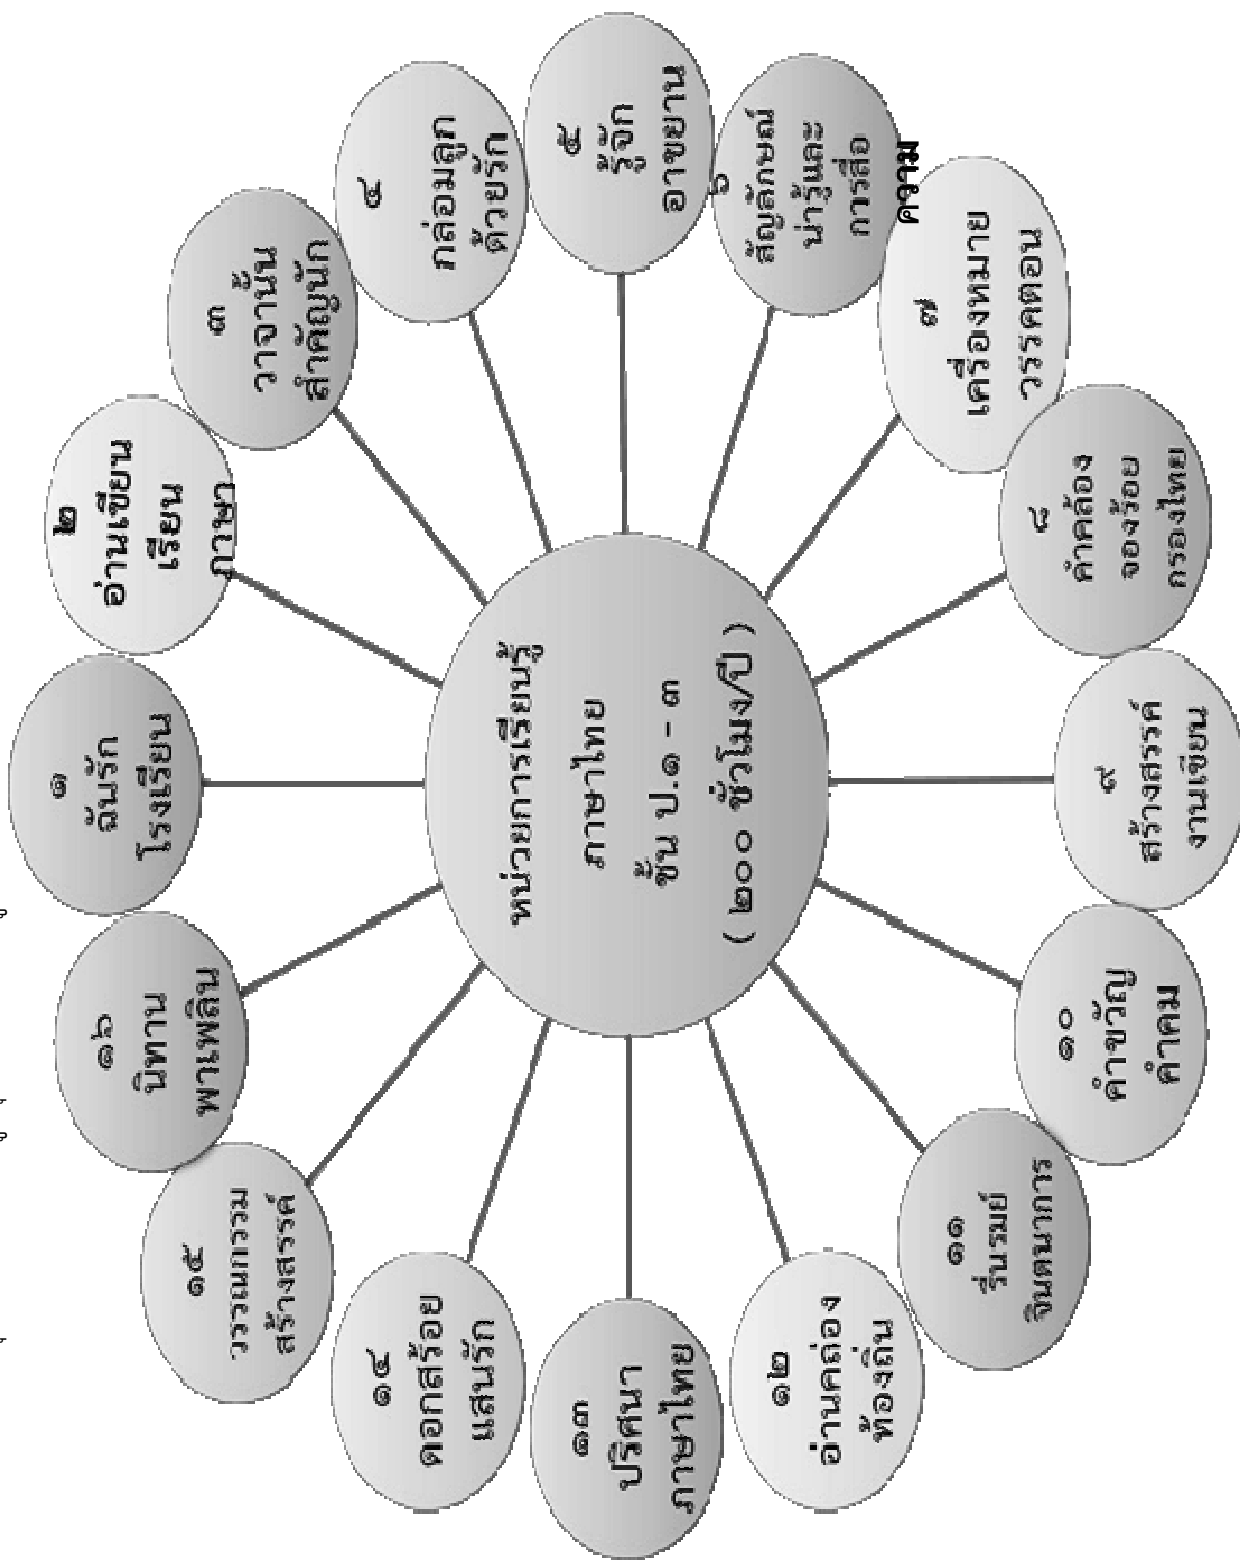 หน่วยการเรียนรู้
ภาษาไทย
ชั้น ป.๑ - ๓
( ๒๐๐ ชั่วโมง/ปี )
๑
ฉันรัก
โรงเรียน
๒
อ่านเขียน
เรียน
ภาษา
๓
วาจานั้น
สำคัญนัก
๔
กล่อมลูก
ด้วยรัก
๕
รู้จัก
อาขยาน
๖
สัญลักษณ์
น่ารู้และ
การสื่อ
ความ
๗
เครื่องหมาย
วรรคตอน
๘
คำคล้อง
จองร้อย
กรองไทย
๙
สร้างสรรค์
งานเขียน
๑๐
คำขวัญ
คำคม
๑๑
รื่นรมย์
จินตนาการ
๑๒
อ่านคล่อง
ท้องถิ่น
๑๓
ปริศนา
ภาษาไทย
๑๔
ดอกสร้อย
แสนรัก
๑๕
วรรณกรรม
สร้างสรรค์
๑๖
นิทาน
พาเพลิน